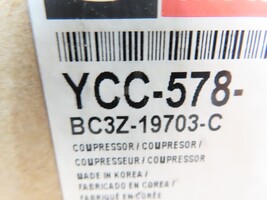 YCC-578-
BC3Z-19703-C
COMPRESSOR / COMPRESOR /
COMPRESSEUR / COMPRESSOR
MADE IN KOREA /
FABRICADO EN COREA /
FABRIQUÉ EN CORÉE /